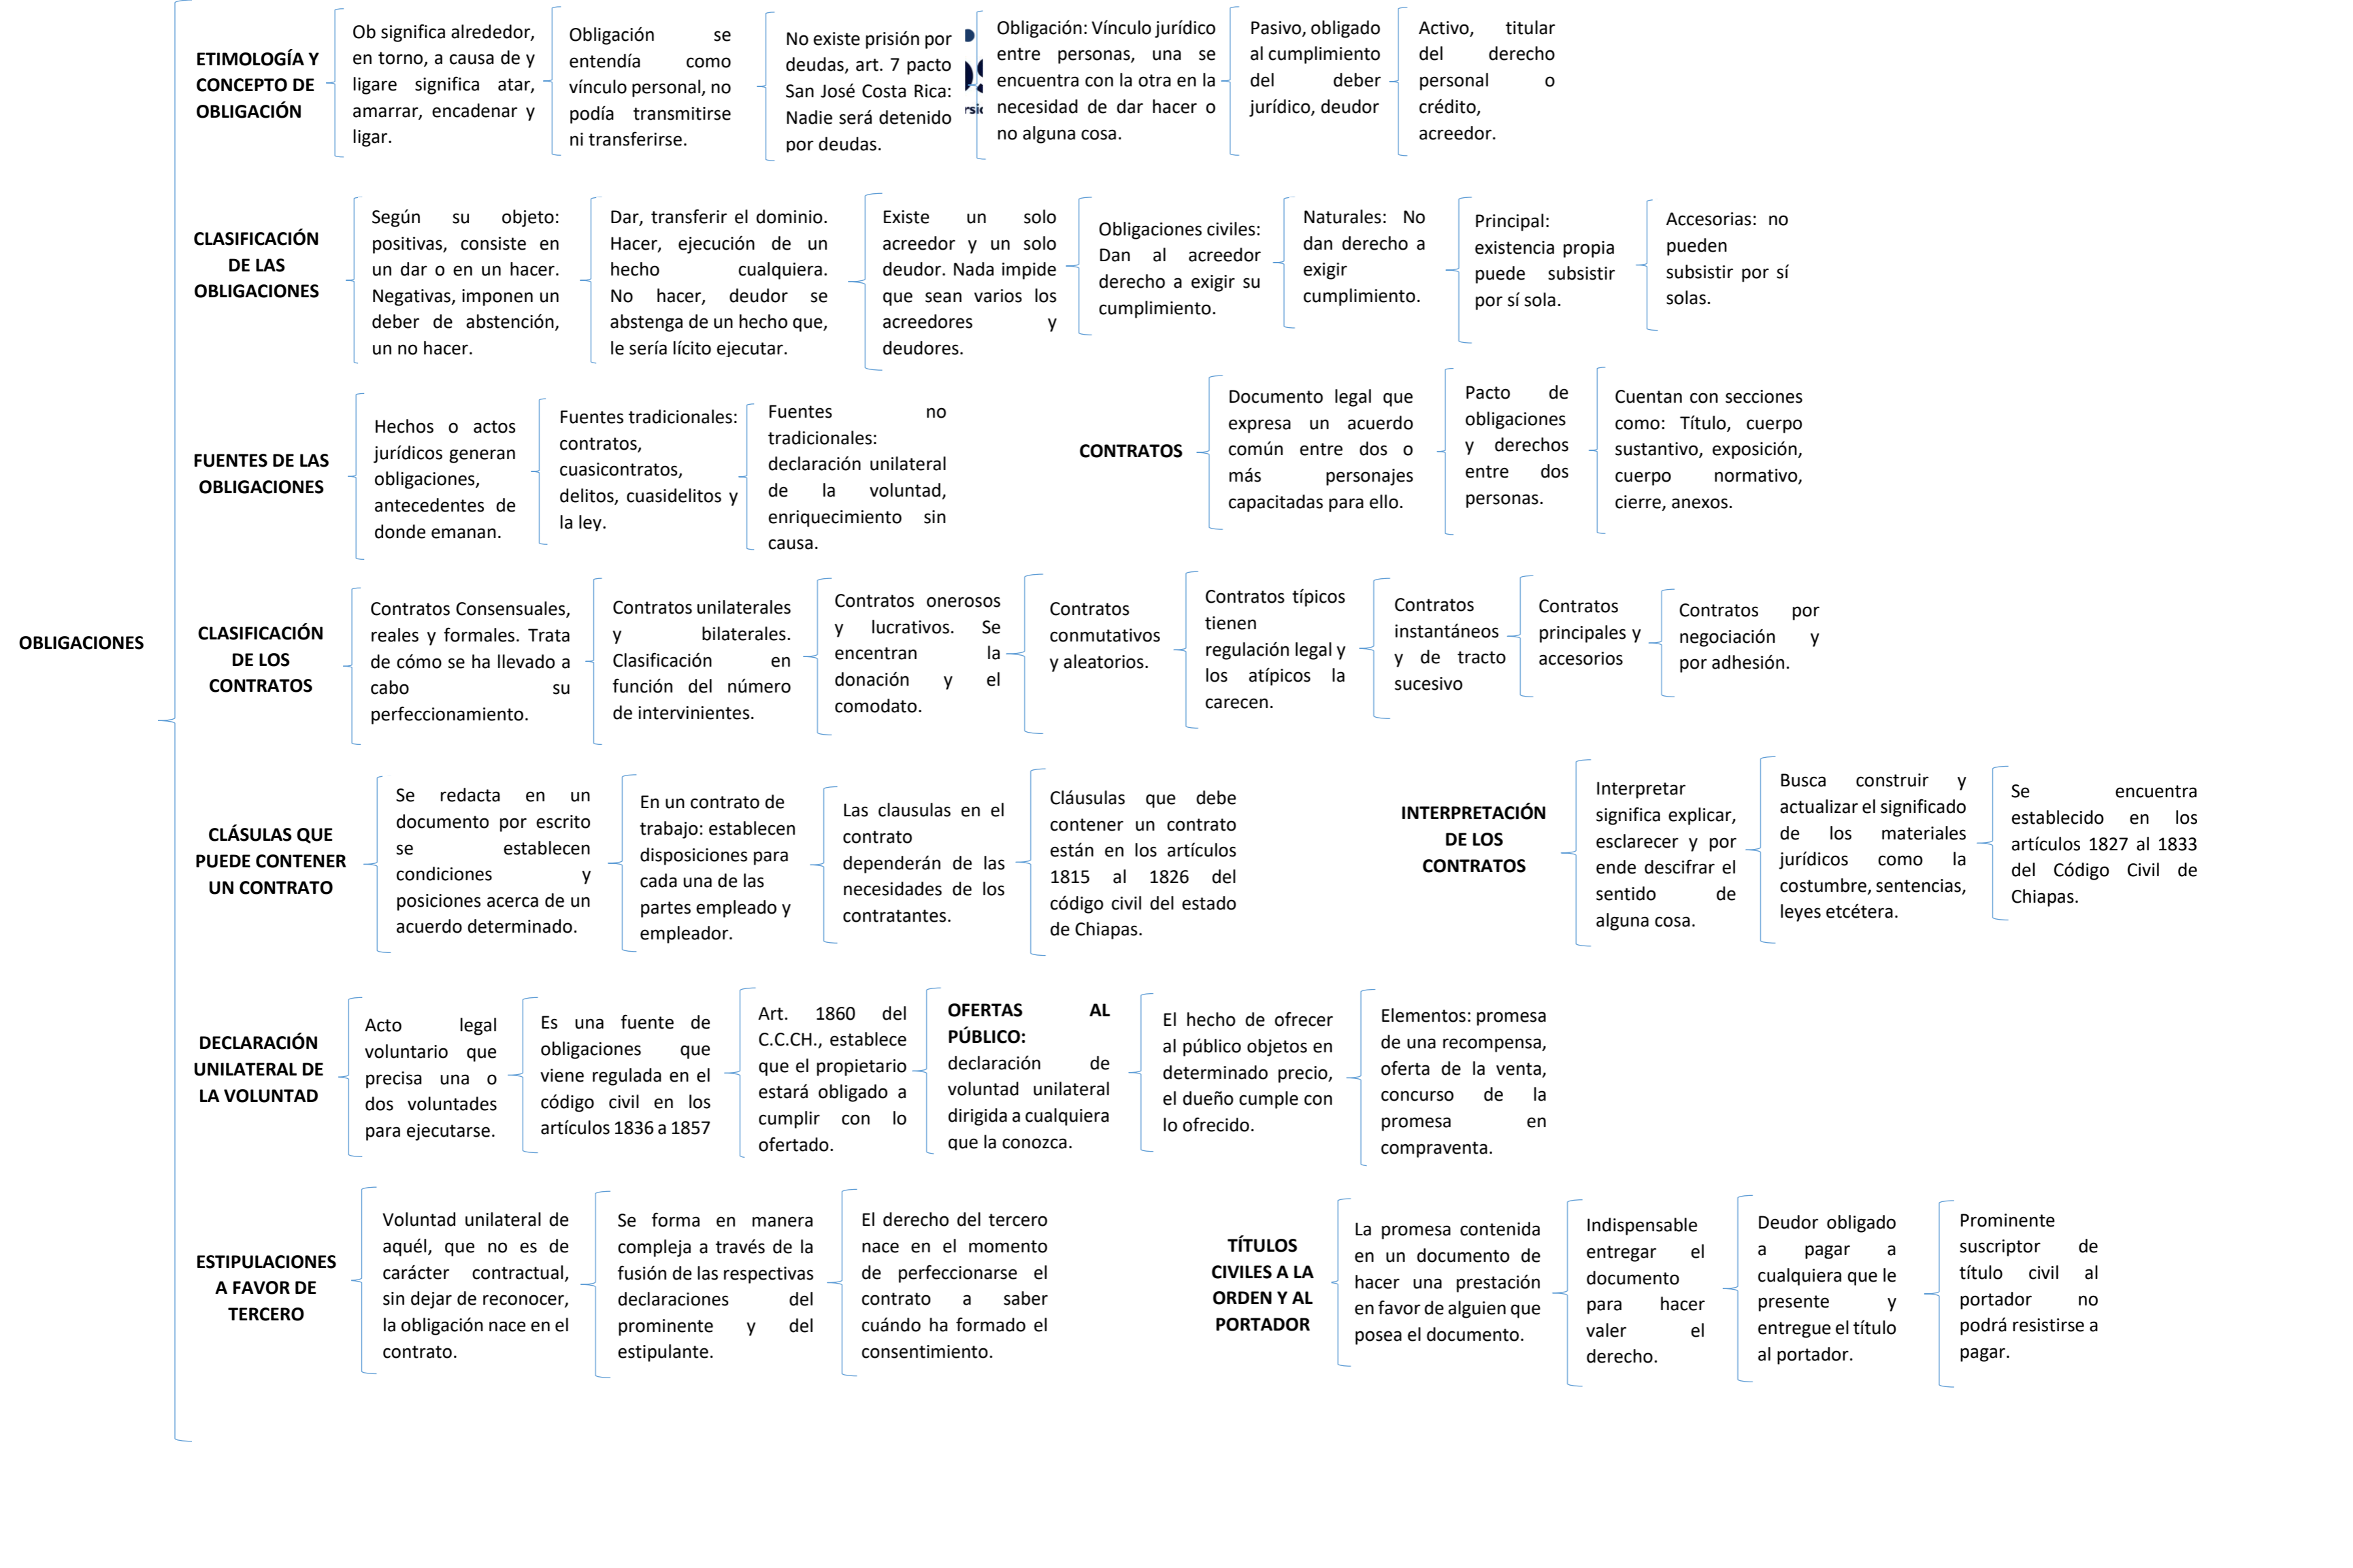 OBLIGACIONES
ETIMOLOGÍA Y
CONCEPTO DE
OBLIGACIÓN
Ob significa alrededor,
en torno, a causa de y
ligare significa atar,
amarrar, encadenar y
ligar.
Obligación se
entendía como
vínculo personal, no
podía transmitirse
ni transferirse.
No existe prisión por
deudas, art. 7 pacto
San José Costa Rica:
Nadie será detenido
por deudas.
Obligación: Vínculo jurídico
entre personas, una se
encuentra con la otra en la
necesidad de dar hacer o
no alguna cosa.
Pasivo, obligado
al cumplimiento
del deber
jurídico, deudor
Activo, titular
del derecho
personal o
crédito,
acreedor.
CLASIFICACIÓN
DE LAS
OBLIGACIONES
Según su objeto:
positivas, consiste en
un dar o en un hacer.
Negativas, imponen un
deber de abstención,
un no hacer.
Dar, transferir el dominio.
Hacer, ejecución de un
hecho cualquiera.
No hacer, deudor se
abstenga de un hecho que,
le sería lícito ejecutar.
Existe un solo
acreedor y un solo
deudor. Nada impide
que sean varios los
acreedores y
deudores.
Obligaciones civiles:
Dan al acreedor
derecho a exigir su
cumplimiento.
Naturales: No
dan derecho a
exigir
cumplimiento.
Principal:
existencia propia
puede subsistir
por sí sola.
Accesorias: no
pueden
subsistir por sí
solas.
FUENTES DE LAS
OBLIGACIONES
Hechos o actos
jurídicos generan
obligaciones,
antecedentes de
donde emanan.
Fuentes tradicionales:
contratos,
cuasicontratos,
delitos, cuasidelitos y
la ley.
Fuentes no
tradicionales:
declaración unilateral
de la voluntad,
enriquecimiento sin
causa.
CONTRATOS
Documento legal que
expresa un acuerdo
común entre dos o
más personajes
capacitadas para ello.
Pacto de
obligaciones
y derechos
entre dos
personas.
Cuentan con secciones
como: Título, cuerpo
sustantivo, exposición,
cuerpo normativo,
cierre, anexos.
CLASIFICACIÓN
DE LOS
CONTRATOS
Contratos Consensuales,
reales y formales. Trata
de cómo se ha llevado a
cabo su
perfeccionamiento.
Contratos unilaterales
y bilaterales.
Clasificación en
función del número
de intervinientes.
Contratos onerosos
y lucrativos. Se
encentran la
donación y el
comodato.
Contratos
conmutativos
y aleatorios.
Contratos típicos
tienen
regulación legal y
los atípicos la
carecen.
Contratos
instantáneos
y de tracto
sucesivo
Contratos
principales y
accesorios
Contratos por
negociación y
por adhesión.
CLÁSULAS QUE
PUEDE CONTENER
UN CONTRATO
Se redacta en un
documento por escrito
se establecen
condiciones y
posiciones acerca de un
acuerdo determinado.
En un contrato de
trabajo: establecen
disposiciones para
cada una de las
partes empleado y
empleador.
Las clausulas en el
contrato
dependerán de las
necesidades de los
contratantes.
Cláusulas que debe
contener un contrato
están en los artículos
1815 al 1826 del
código civil del estado
de Chiapas.
INTERPRETACIÓN
DE LOS
CONTRATOS
Interpretar
significa explicar,
esclarecer y por
ende descifrar el
sentido de
alguna cosa.
Busca construir y
actualizar el significado
de los materiales
jurídicos como la
costumbre, sentencias,
leyes etcétera.
Se encuentra
establecido en los
artículos 1827 al 1833
del Código Civil de
Chiapas.
DECLARACIÓN
UNILATERAL DE
LA VOLUNTAD
Acto legal
voluntario que
precisa una o
dos voluntades
para ejecutarse.
Es una fuente de
obligaciones que
viene regulada en el
código civil en los
artículos 1836 a 1857
Art. 1860 del
C.C.CH., establece
que el propietario
estará obligado a
cumplir con lo
ofertado.
OFERTAS AL
PÚBLICO:
declaración de
voluntad unilateral
dirigida a cualquiera
que la conozca.
El hecho de ofrecer
al público objetos en
determinado precio,
el dueño cumple con
lo ofrecido.
Elementos: promesa
de una recompensa,
oferta de la venta,
concurso de la
promesa en
compraventa.
ESTIPULACIONES
A FAVOR DE
TERCERO
Voluntad unilateral de
aquél, que no es de
carácter contractual,
sin dejar de reconocer,
la obligación nace en el
contrato.
Se forma en manera
compleja a través de la
fusión de las respectivas
declaraciones del
prominente y del
estipulante.
El derecho del tercero
nace en el momento
de perfeccionarse el
contrato a saber
cuándo ha formado el
consentimiento.
TÍTULOS
CIVILES A LA
ORDEN Y AL
PORTADOR
La promesa contenida
en un documento de
hacer una prestación
en favor de alguien que
posea el documento.
Indispensable
entregar el
documento
para hacer
valer el
derecho.
Deudor obligado
a pagar a
cualquiera que le
presente y
entregue el título
al portador.
Prominente
suscriptor de
título civil al
portador no
podrá resistirse a
pagar.